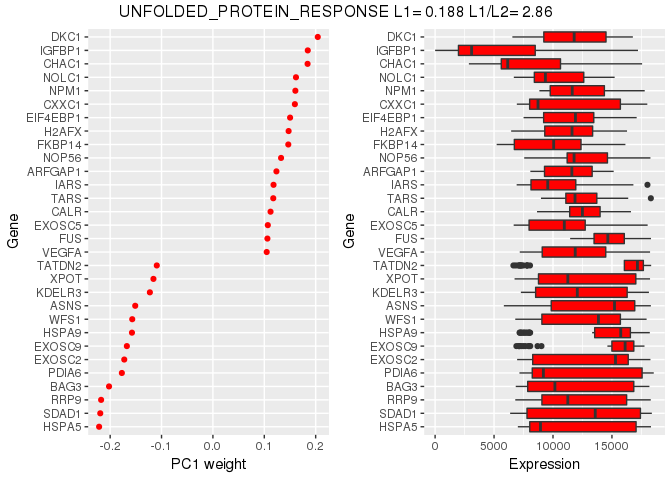 UNFOLDED_PROTEIN_RESPONSE L1= 0.188 L1/L2= 2.86
Gene
DKC1
IGFBP1
CHAC1
NOLC1
NPM1
CXXC1
EIF4EBP1
H2AFX
FKBP14
NOP56
ARFGAP1
IARS
TARS
CALR
EXOSC5
FUS
VEGFA
TATDN2
XPOT
KDELR3
ASNS
WFS1
HSPA9
EXOSC9
EXOSC2
PDIA6
BAG3
RRP9
SDAD1
HSPA5
-0.2 -0.1 0.0 0.1 0.2
PC1 weight
Gene
DKC1
IGFBP1
CHAC1
NOLC1
NPM1
CXXC1
EIF4EBP1
H2AFX
FKBP14
NOP56
ARFGAP1
IARS
TARS
CALR
EXOSC5
FUS
VEGFA
TATDN2
XPOT
KDELR3
ASNS
WFS1
HSPA9
EXOSC9
EXOSC2
PDIA6
BAG3
RRP9
SDAD1
HSPA5
0 5000 10000 15000
Expression